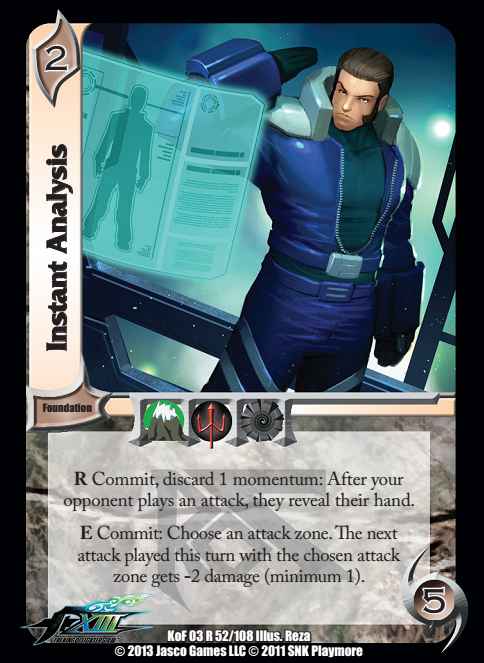 2
Instant Analysis
Foundation
R Commit, discard 1 momentum: After your
opponent plays an attack, they reveal their hand.
E Commit: Choose an attack zone. The next
attack played this turn with the chosen attack
zone gets -2 damage (minimum 1).
5
XIII
KoF 03 R 52/108 Illus. Reza
© 2013 Jasco Games LLC © 2011 SNK Playmore